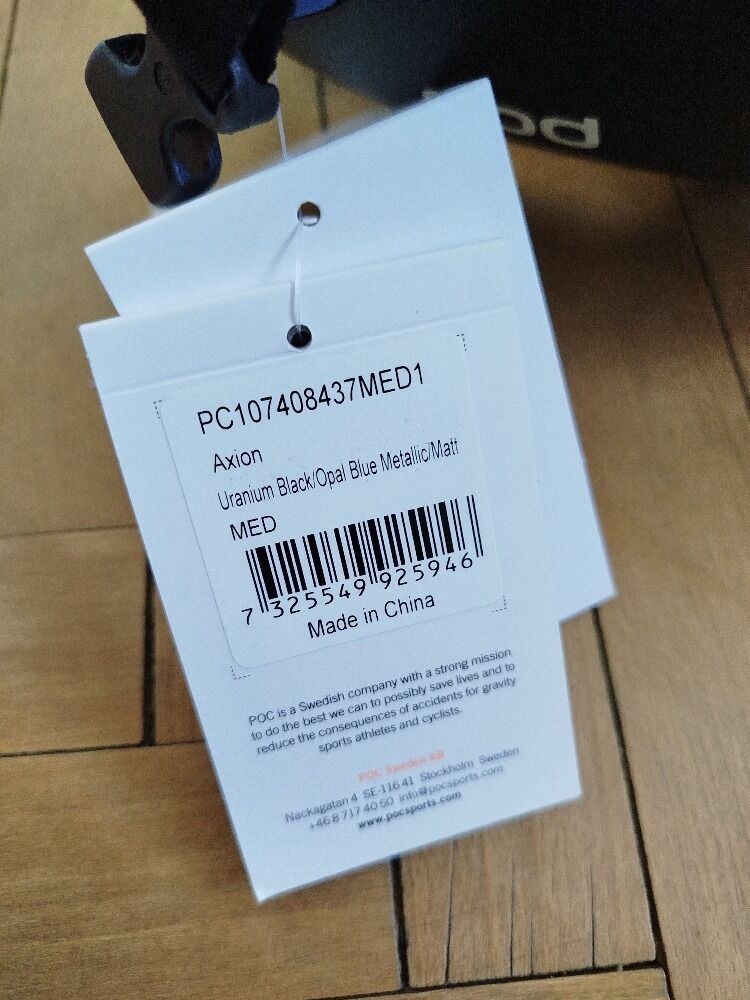 poc
PC107408437MED1
Axion
Uranium Black/Opal Blue Metallic/Matt
MED
7 325549 925946
Made in China
POC is a Swedish company with a strong mission
to do the best we can to possibly save lives and to
reduce the consequences of accidents for gravity
sports athletes and cyclists.
POC Sweden AB
Nackagatan 4 SE-116 41 Stockholm Sweden
+46 8 717 40 50 info@pocsports.com
www.pocsports.com